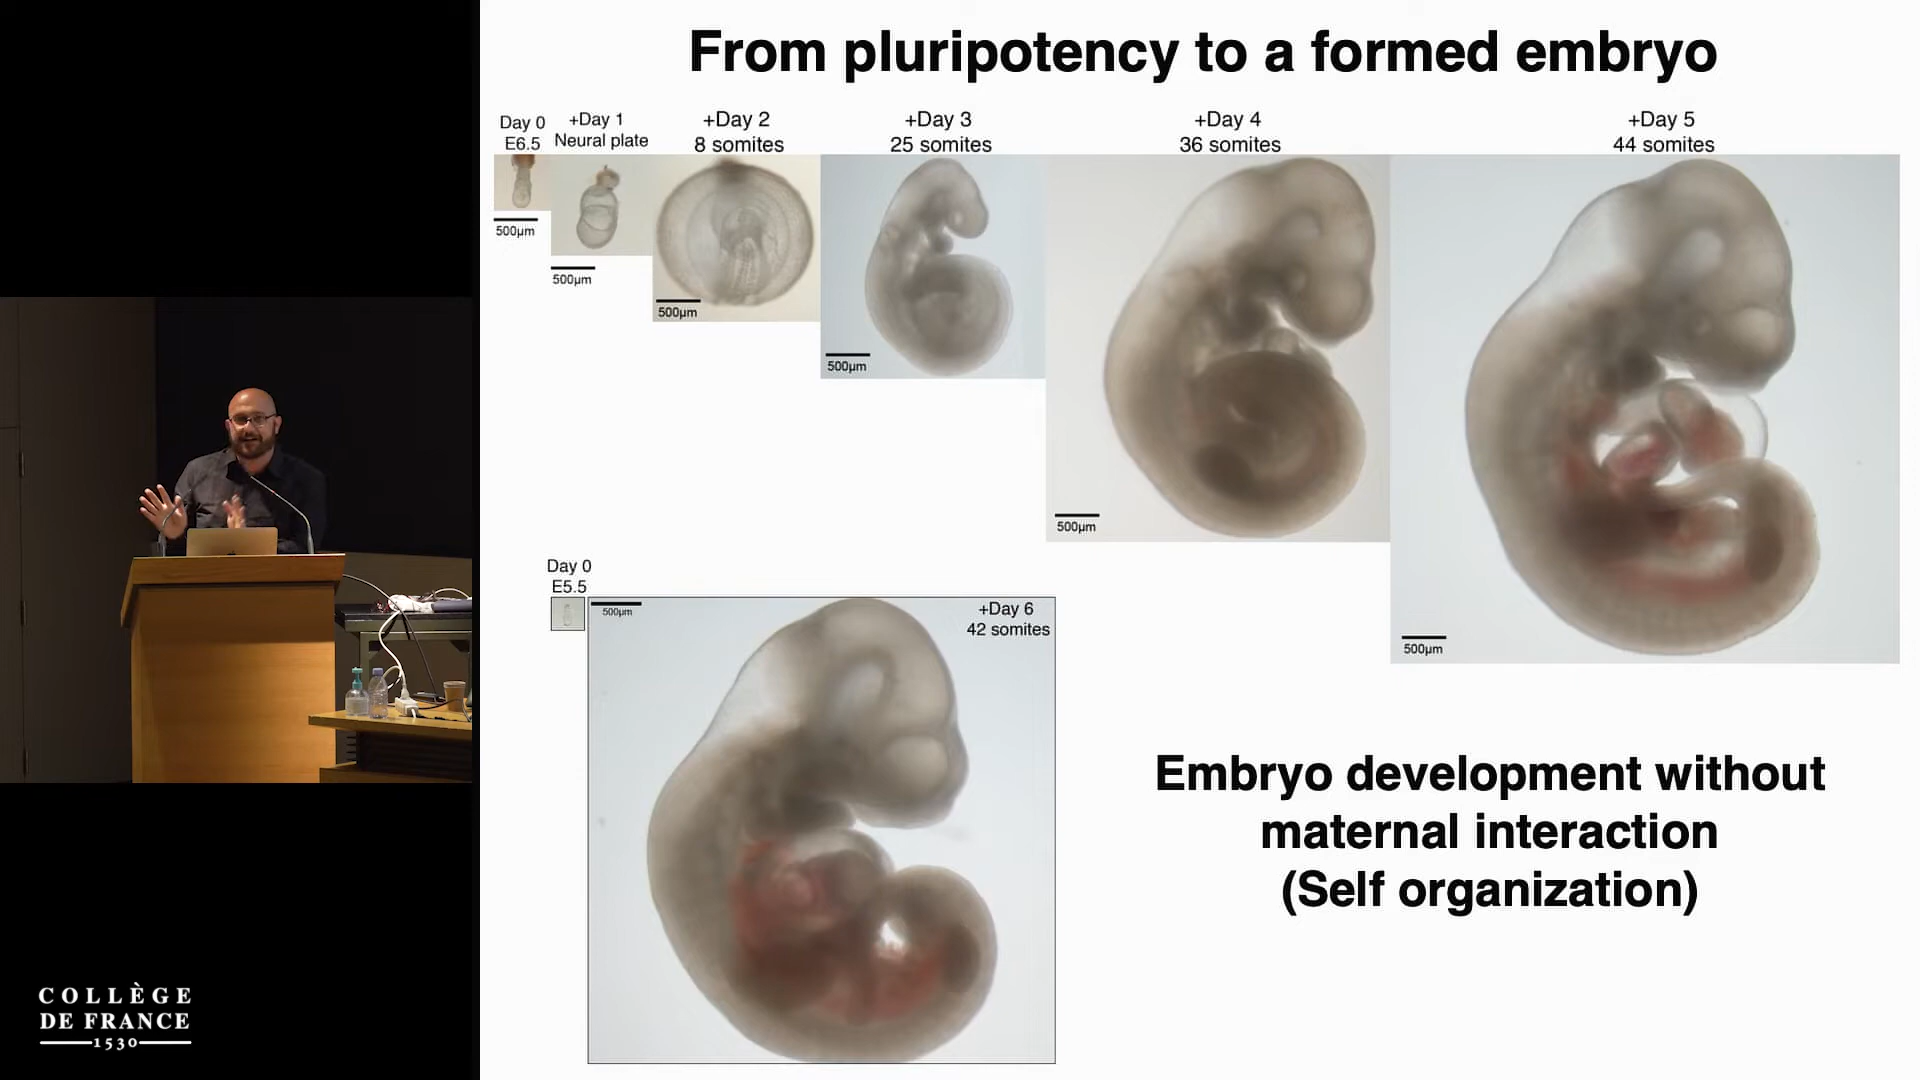 From pluripotency to a formed embryo
Day 0
E6.5
+Day 1
Neural plate
+Day 2
8 somites
+Day 3
25 somites
+Day 4
36 somites
+Day 5
44 somites
500µm
500µm
500µm
500µm
500µm
500µm
Day 0
E5.5
500µm
+Day 6
42 somites
Embryo development without
maternal interaction
(Self organization)
COLLÈGE
DE FRANCE
1530